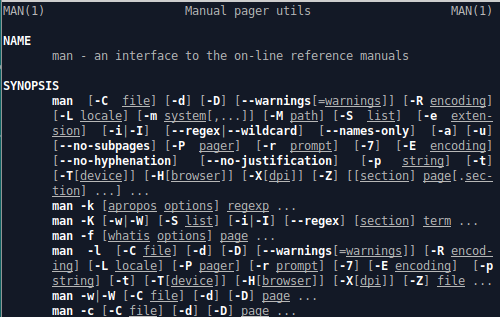 MAN(1) Manual pager utils MAN(1)
NAME
man - an interface to the on-line reference manuals
SYNOPSIS
man [-C file] [-d] [-D] [--warnings[=warnings]] [-R encoding]
[-L locale] [-m system[,...]] [-M path] [-S list] [-e exten-
sion] [-i|-I] [--regex|--wildcard] [--names-only] [-a] [-u]
[--no-subpages] [-P pager] [-r prompt] [-7] [-E encoding]
[--no-hyphenation] [--no-justification] [-p string] [-t]
[-T[device]] [-H[browser]] [-X[dpi]] [-Z] [[section] page[.sec-
tion] ...] ...
man -k [apropos options] regexp ...
man -K [-w|-W] [-S list] [-i|-I] [--regex] [section] term ...
man -f [whatis options] page ...
man -l [-C file] [-d] [-D] [--warnings[=warnings]] [-R encod-
ing] [-L locale] [-P pager] [-r prompt] [-7] [-E encoding] [-p
string] [-t] [-T[device]] [-H[browser]] [-X[dpi]] [-Z] file ...
man -w|-W [-C file] [-d] [-D] page ...
man -c [-C file] [-d] [-D] page ...